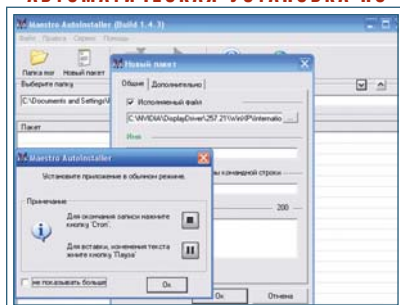 АВТОМАТИЧЕСКАЯ УСТАНОВКА ПО
Maestro AutoInstaller (Build 1.4.3)
Файл Правка Сервис Помощь
Папка
Новый пакет
Выберите папку
C:\Documents and Settings\
Пакет
Новый пакет
Общие
Дополнительно
Исполняемый файл
C:\NVIDIA\DisplayDriver\257.21\WinXP\Internatio
...
Имя
командной строки
200
Ок
Отмена
Maestro AutoInstaller
Установите приложение в обычном режиме.
Примечание
Для окончания записи нажмите
кнопку 'Стоп'.
Для вставки, изменения текста
жмите кнопку 'Пауза'
не показывать больше
Ок